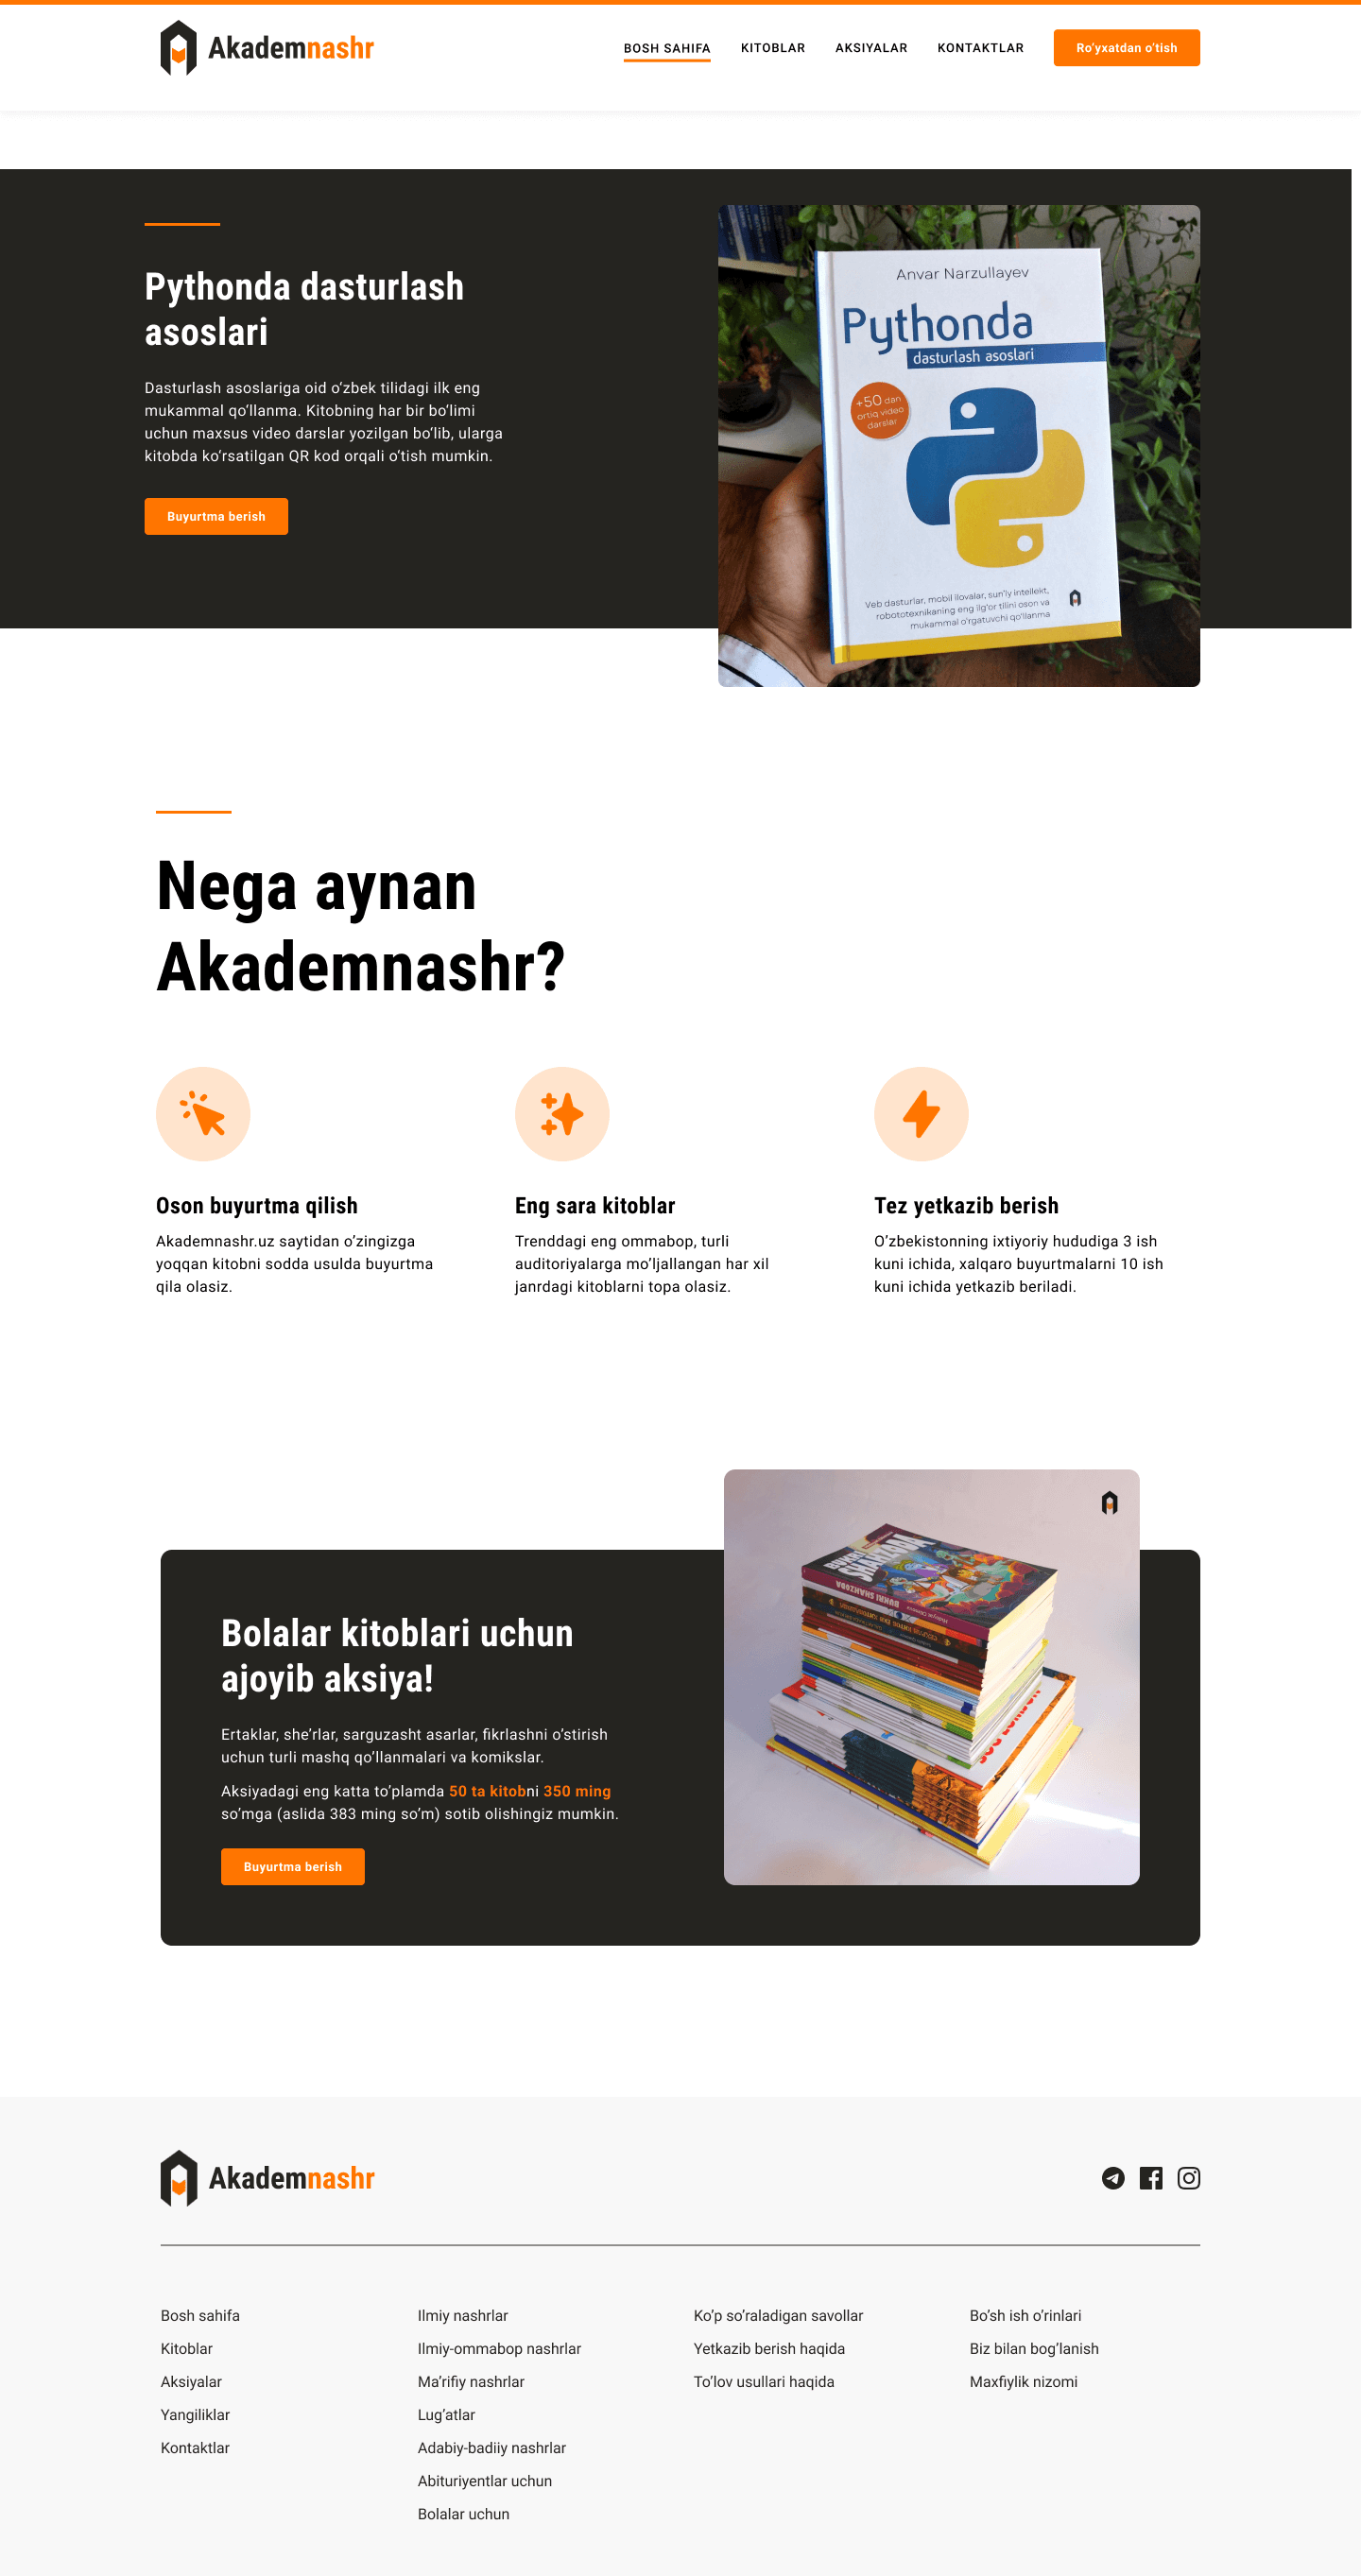 Akademnashr
BOSH SAHIFA
KITOBLAR
AKSIYALAR
KONTAKTLAR
Ro'yxatdan o'tish
Pythonda dasturlash
asoslari
Dasturlash asoslariga oid o‘zbek tilidagi ilk eng
mukammal qo‘llanma. Kitobning har bir bo‘limi
uchun maxsus video darslar yozilgan bo‘lib, ularga
kitobda ko‘rsatilgan QR kod orqali o‘tish mumkin.
Buyurtma berish
Anvar Narzullayev
Pythonda
dasturlash asoslari
+50 dan
ortiq video
darslar
Veb dasturlar, mobil ilovalar, sun'iy intellekt,
robototexnikaning eng ilg'or tilini oson va
mukammal o'rgatuvchi qo'llanma
Nega aynan
Akademnashr?
Oson buyurtma qilish
Akademnashr.uz saytidan o’zingizga
yoqqan kitobni sodda usulda buyurtma
qila olasiz.
Eng sara kitoblar
Trenddagi eng ommabop, turli
auditoriyalarga mo’ljallangan har xil
janrdagi kitoblarni topa olasiz.
Tez yetkazib berish
O’zbekistonning ixtiyoriy hududiga 3 ish
kuni ichida, xalqaro buyurtmalarni 10 ish
kuni ichida yetkazib beriladi.
Bolalar kitoblari uchun
ajoyib aksiya!
Ertaklar, she’rlar, sarguzasht asarlar, fikrlashni o’stirish
uchun turli mashq qo’llanmalari va komikslar.
Aksiyadagi eng katta to’plamda 50 ta kitobni 350 ming
so’mga (aslida 383 ming so’m) sotib olishingiz mumkin.
Buyurtma berish
Akademnashr
Bosh sahifa
Kitoblar
Aksiyalar
Yangiliklar
Kontaktlar
Ilmiy nashrlar
Ilmiy-ommabop nashrlar
Ma’rifiy nashrlar
Lug’atlar
Adabiy-badiiy nashrlar
Abituriyentlar uchun
Bolalar uchun
Ko’p so’raladigan savollar
Yetkazib berish haqida
To’lov usullari haqida
Bo’sh ish o’rinlari
Biz bilan bog’lanish
Maxfiylik nizomi